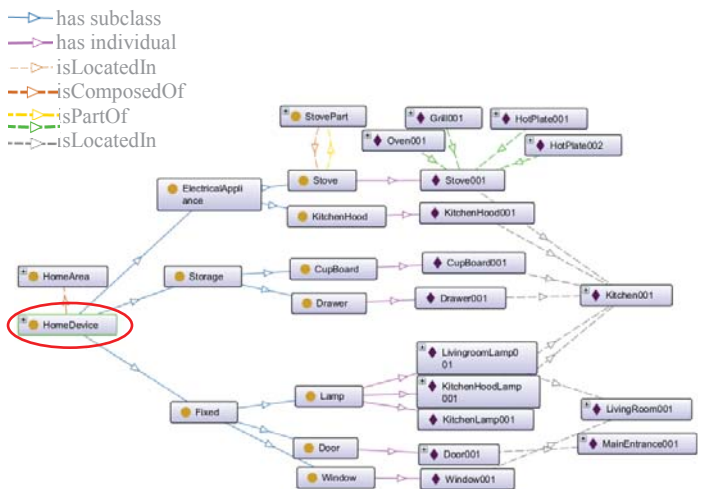 has subclass
has individual
isLocatedIn
isComposedOf
isPartOf
isLocatedIn
StovePart
Grill001
HotPlate001
Oven001
HotPlate002
ElectricalAppli
ance
Stove
Stove001
KitchenHood
KitchenHood001
HomeArea
Storage
CupBoard
CupBoard001
Drawer
Drawer001
Kitchen001
HomeDevice
LivingroomLamp0
01
Lamp
KitchenHoodLamp
001
KitchenLamp001
Fixed
LivingRoom001
Door
Door001
MainEntrance001
Window
Window001